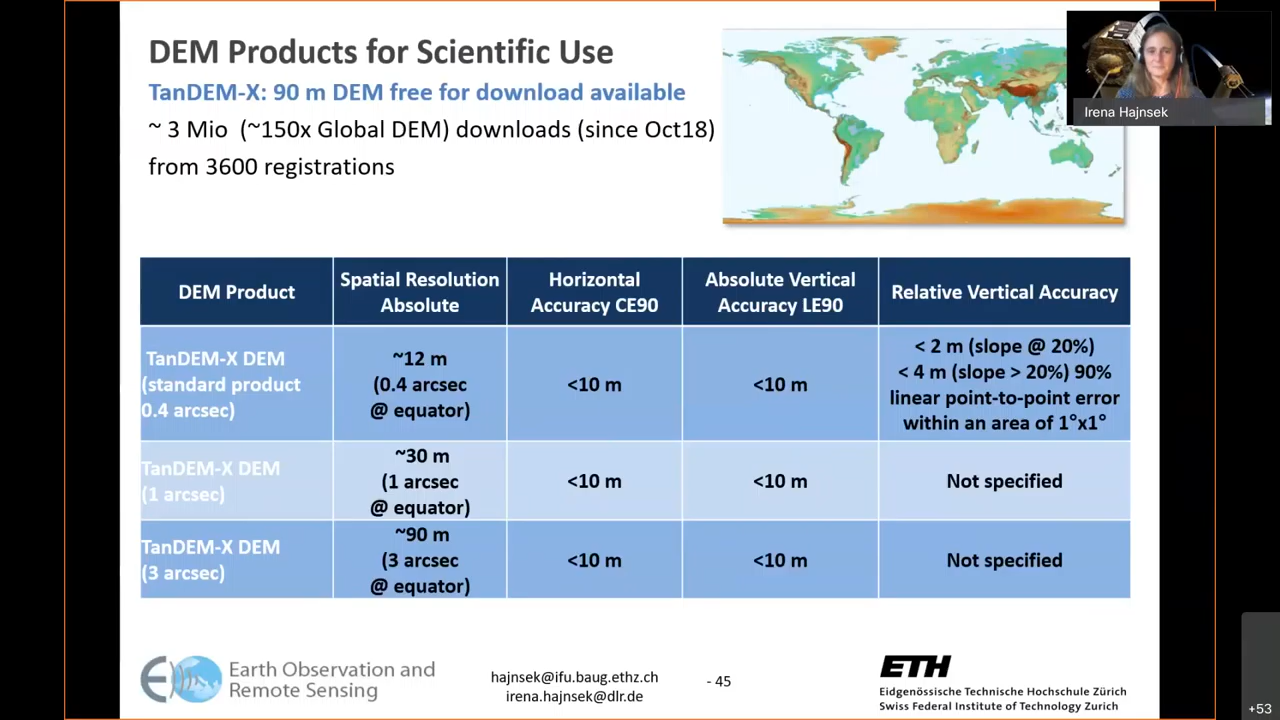 DEM Products for Scientific Use
TanDEM-X: 90 m DEM free for download available
~ 3 Mio (~150x Global DEM) downloads (since Oct18)
from 3600 registrations
Irena Hajnsek
DEM Product
Spatial Resolution
Absolute
Horizontal
Accuracy CE90
Absolute Vertical
Accuracy LE90
Relative Vertical Accuracy
TanDEM-X DEM
(standard product
0.4 arcsec)
~12 m
(0.4 arcsec
@ equator)
<10 m
<10 m
< 2 m (slope @ 20%)
< 4 m (slope > 20%) 90%
linear point-to-point error
within an area of 1°x1°
TanDEM-X DEM
(1 arcsec)
~30 m
(1 arcsec
@ equator)
<10 m
<10 m
Not specified
TanDEM-X DEM
(3 arcsec)
~90 m
(3 arcsec
@ equator)
<10 m
<10 m
Not specified
Earth Observation and
Remote Sensing
hajnsek@ifu.baug.ethz.ch
irena.hajnsek@dlr.de
- 45
ETH
Eidgenössische Technische Hochschule Zürich
Swiss Federal Institute of Technology Zurich
+53